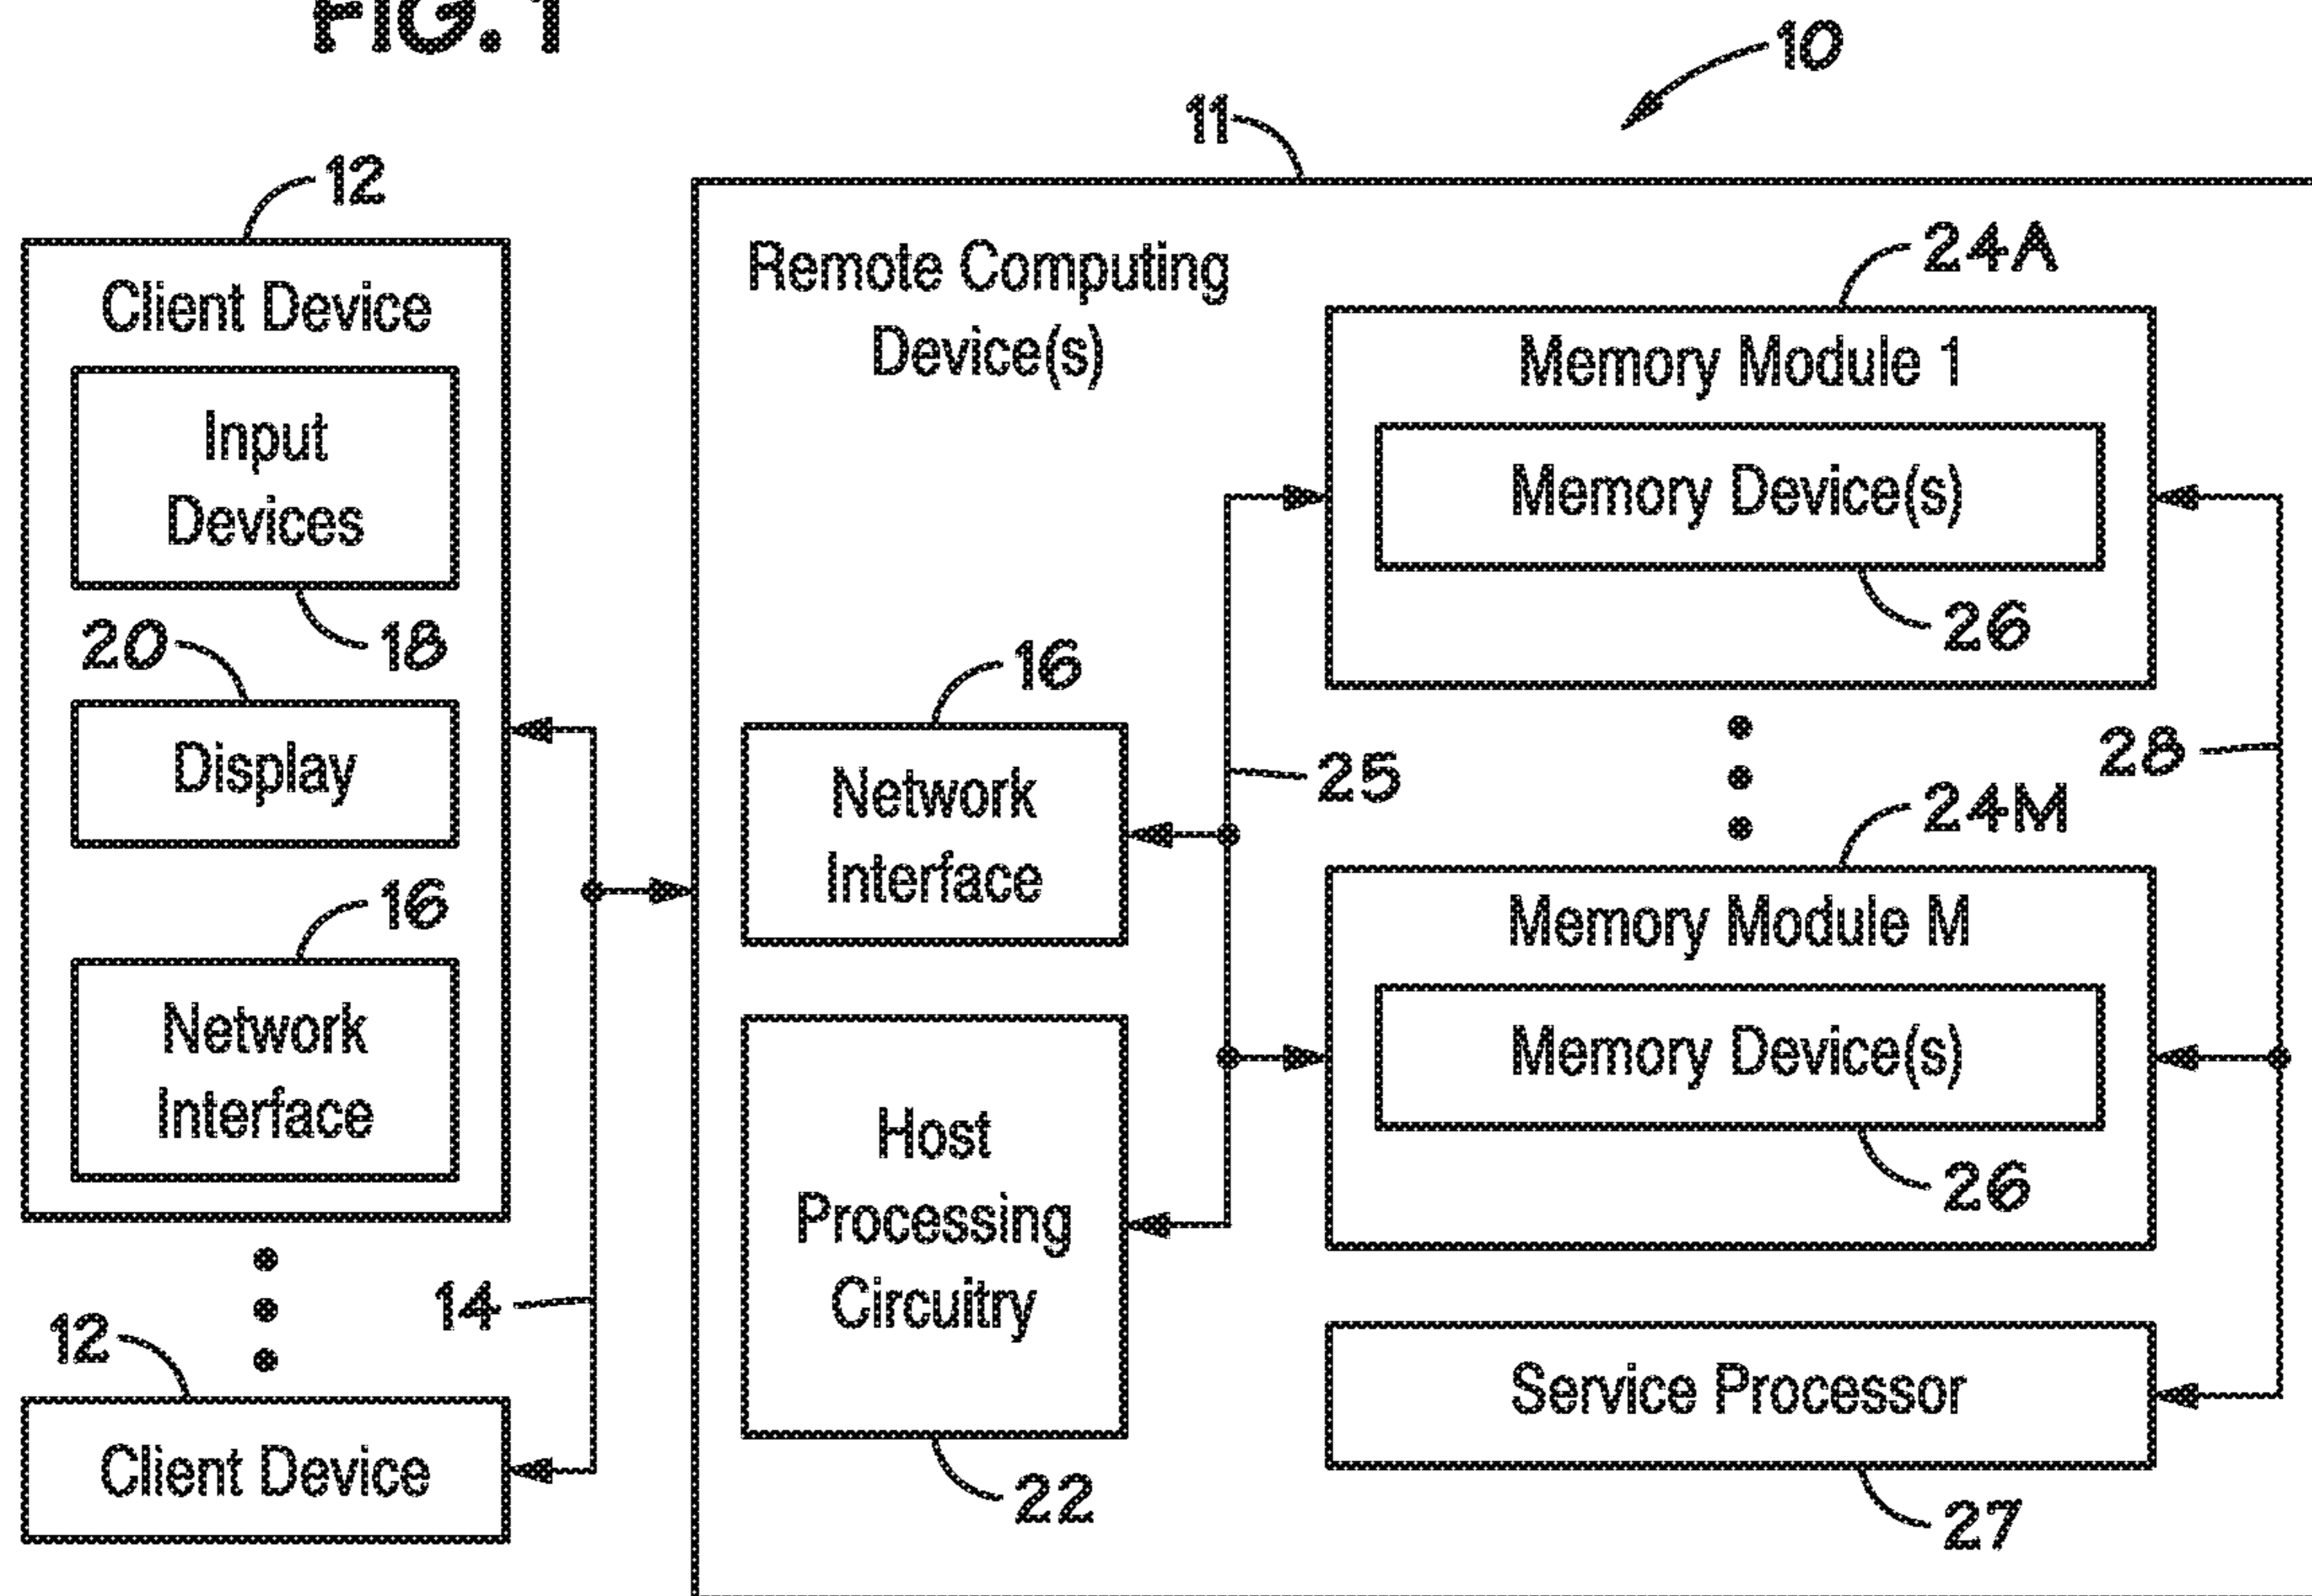 FIG. 1
10
11
12
Client Device
Input
Devices
18
20
Display
16
Network
Interface
12
Client Device
14
Remote Computing
Device(s)
16
Network
Interface
Host
Processing
Circuitry
22
25
24A
Memory Module 1
Memory Device(s)
26
28
24M
Memory Module M
Memory Device(s)
26
Service Processor
27